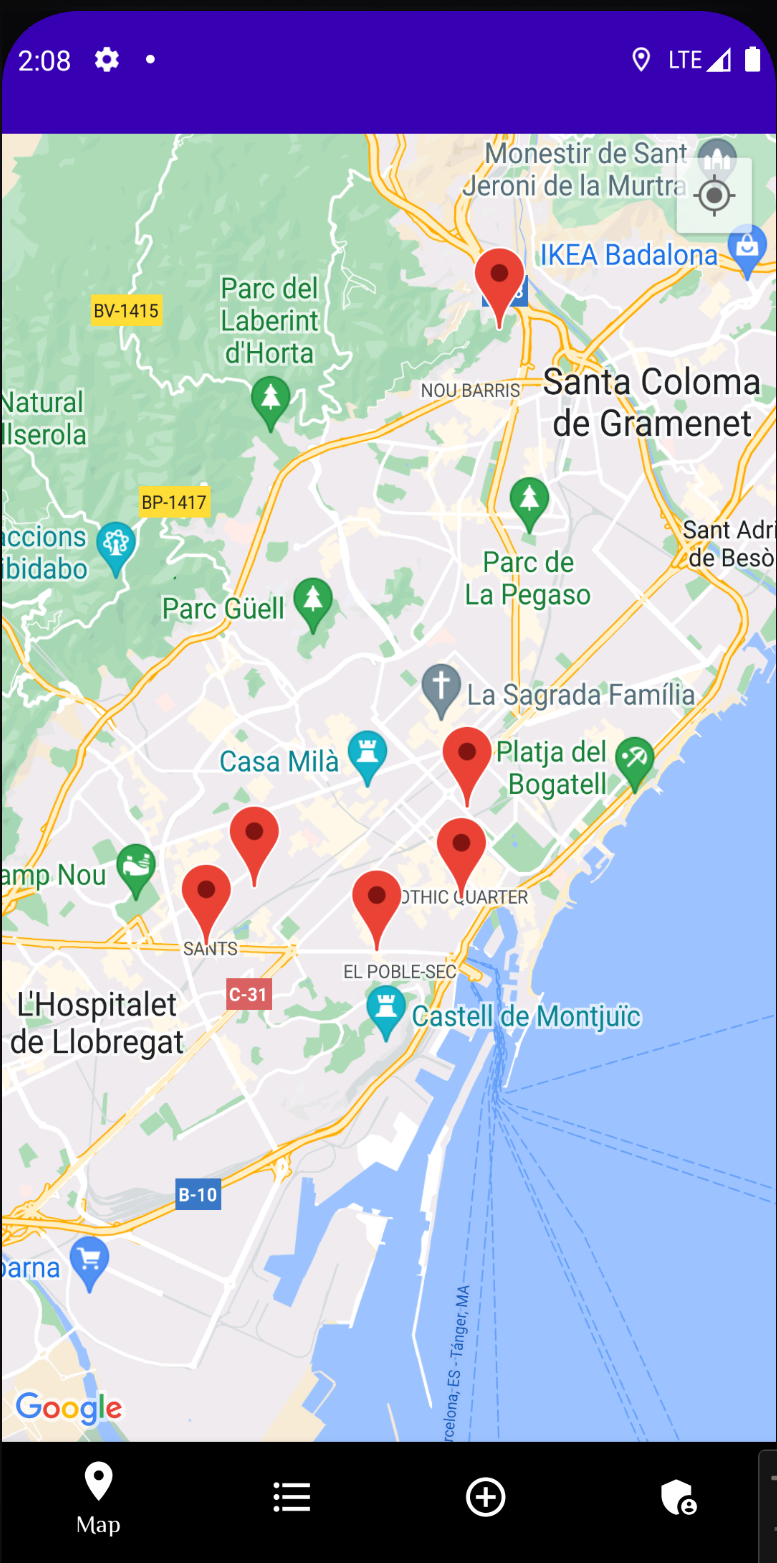 2:08
LTE
Monestir de Sant
Jeroni de la Murtra
IKEA Badalona
Parc del
Laberint
d'Horta
BV-1415
NOU BARRIS
Santa Coloma
de Gramenet
Natural
llserola
BP-1417
Sant Adri
de Besò
accions
ibidabo
Parc de
La Pegaso
Parc Güell
La Sagrada Família
Casa Milà
Platja del
Bogatell
amp Nou
OTHIC QUARTER
SANTS
EL POBLE-SEC
C-31
L'Hospitalet
de Llobregat
Castell de Montjuïc
B-10
barna
rcelona, ES - Tánger, MA
Google
Map